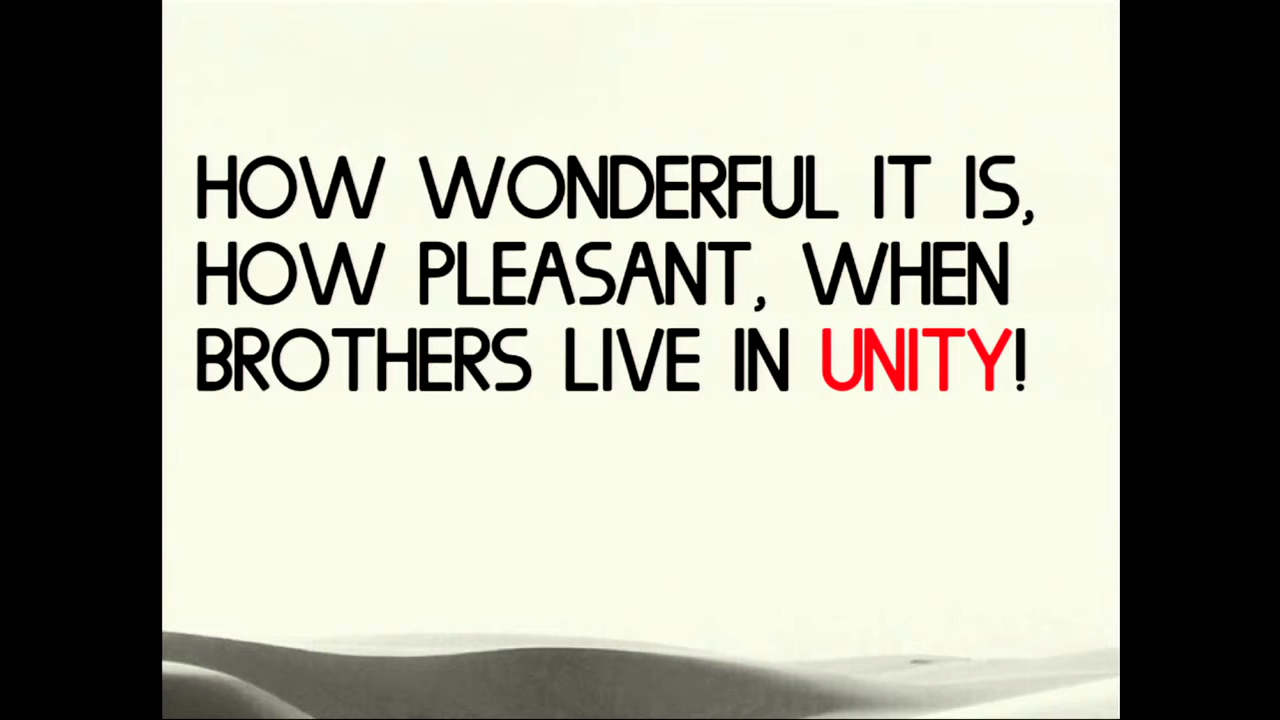 HOW WONDERFUL IT IS,
HOW PLEASANT, WHEN
BROTHERS LIVE IN UNITY!